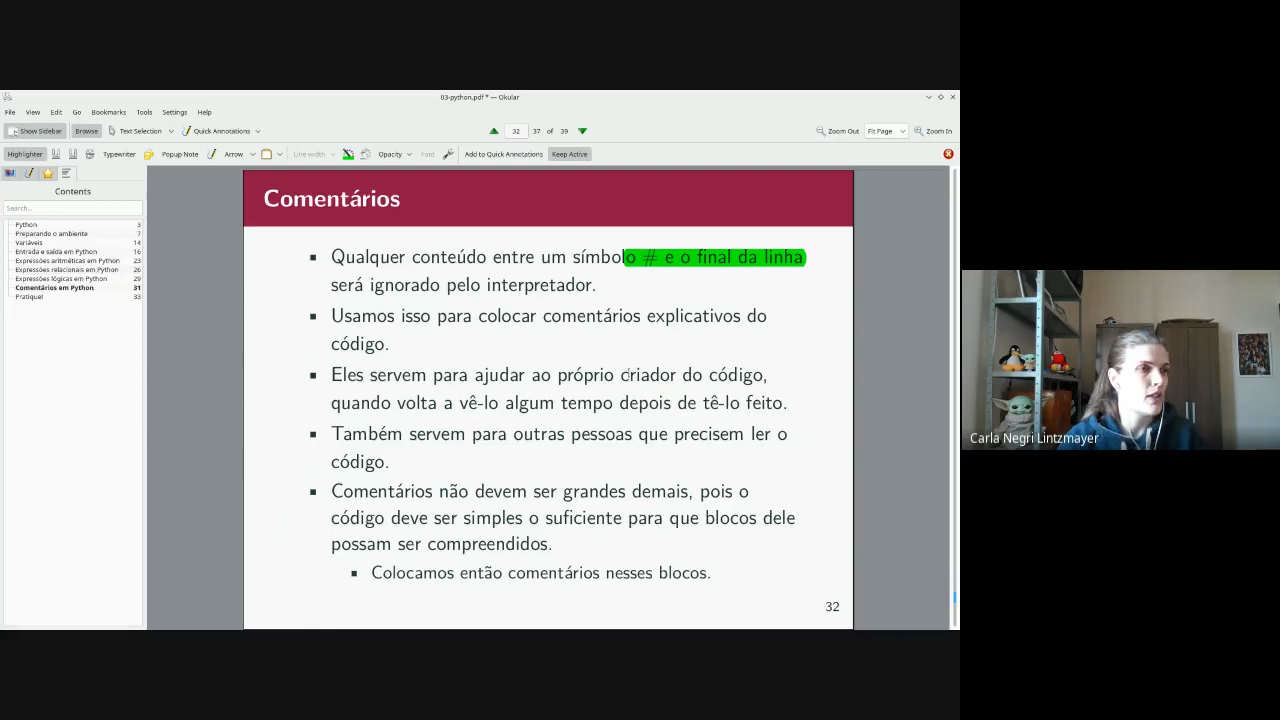 03-python.pdf * — Okular
File View Edit Go Bookmarks Tools Settings Help
Show Sidebar Browse Text Selection Quick Annotations 32 37 of 39 Zoom Out Fit Page Zoom In
Highlighter Typewriter Popup Note Arrow Line width Opacity Font Add to Quick Annotations Keep Active
Contents
Search...
Python 3
Preparando o ambiente 7
Variáveis 14
Entrada e saída em Python 16
Expressões aritméticas em Python 23
Expressões relacionais em Python 26
Expressões lógicas em Python 29
Comentários em Python 31
Pratique! 33
Comentários
▪ Qualquer conteúdo entre um símbolo # e o final da linha
será ignorado pelo interpretador.
▪ Usamos isso para colocar comentários explicativos do
código.
▪ Eles servem para ajudar ao próprio criador do código,
quando volta a vê-lo algum tempo depois de tê-lo feito.
▪ Também servem para outras pessoas que precisem ler o
código.
▪ Comentários não devem ser grandes demais, pois o
código deve ser simples o suficiente para que blocos dele
possam ser compreendidos.
▪ Colocamos então comentários nesses blocos.
32
Carla Negri Lintzmayer